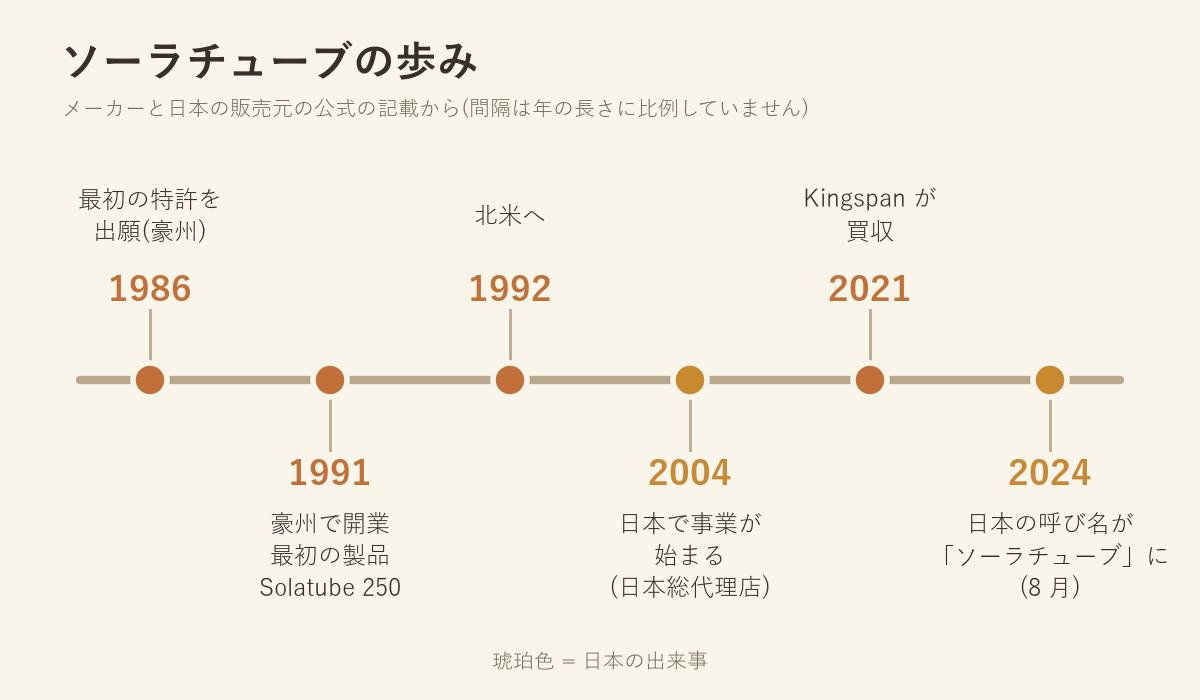 ソーラチューブの歩み
メーカーと日本の販売元の公式の記載から(間隔は年の長さに比例していません)
最初の特許を
出願(豪州)
1986
北米へ
1992
Kingspan が
買収
2021
1991
豪州で開業
最初の製品
Solatube 250
2004
日本で事業が
始まる
(日本総代理店)
2024
日本の呼び名が
「ソーラチューブ」に
(8 月)
琥珀色 = 日本の出来事